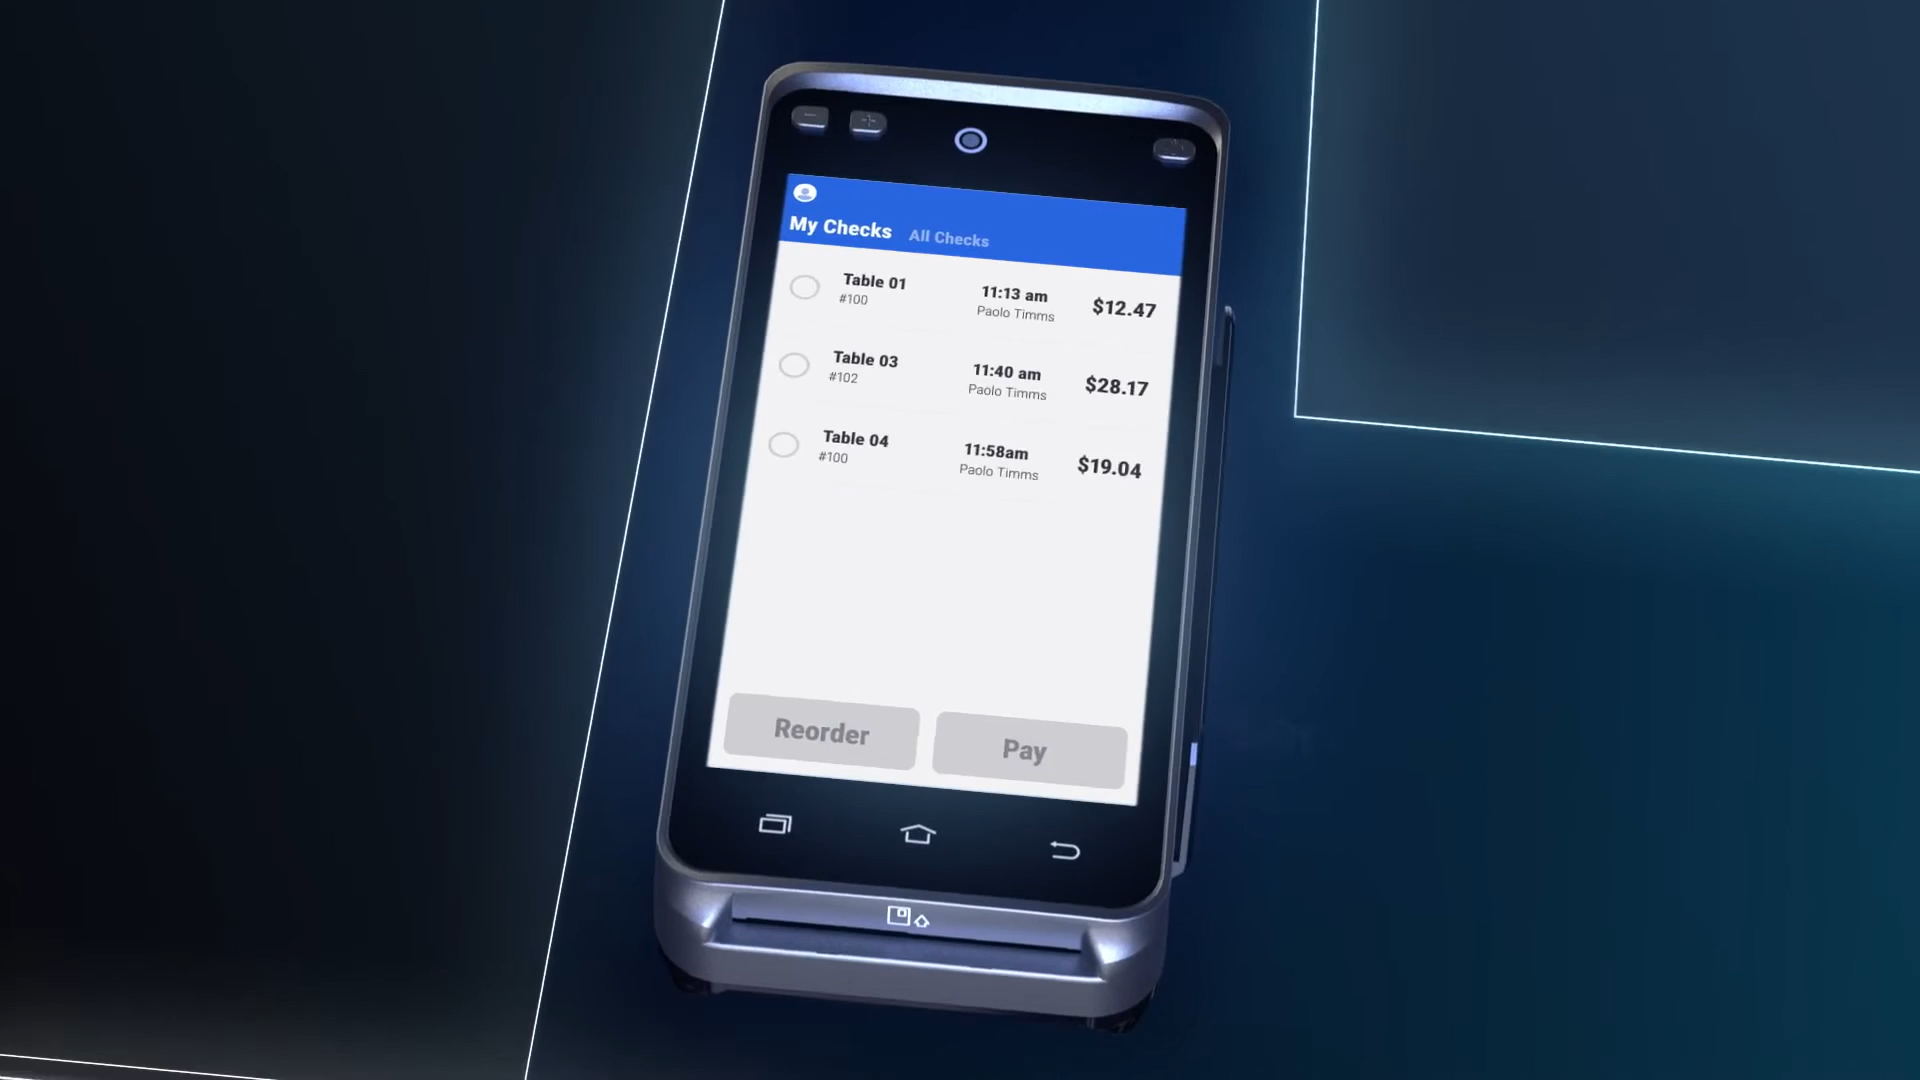 My Checks All Checks
Table 01 11:13 am $12.47
#100 Paolo Timms
Table 03 11:40 am $28.17
#102 Paolo Timms
Table 04 11:58am $19.04
#100 Paolo Timms
Reorder Pay